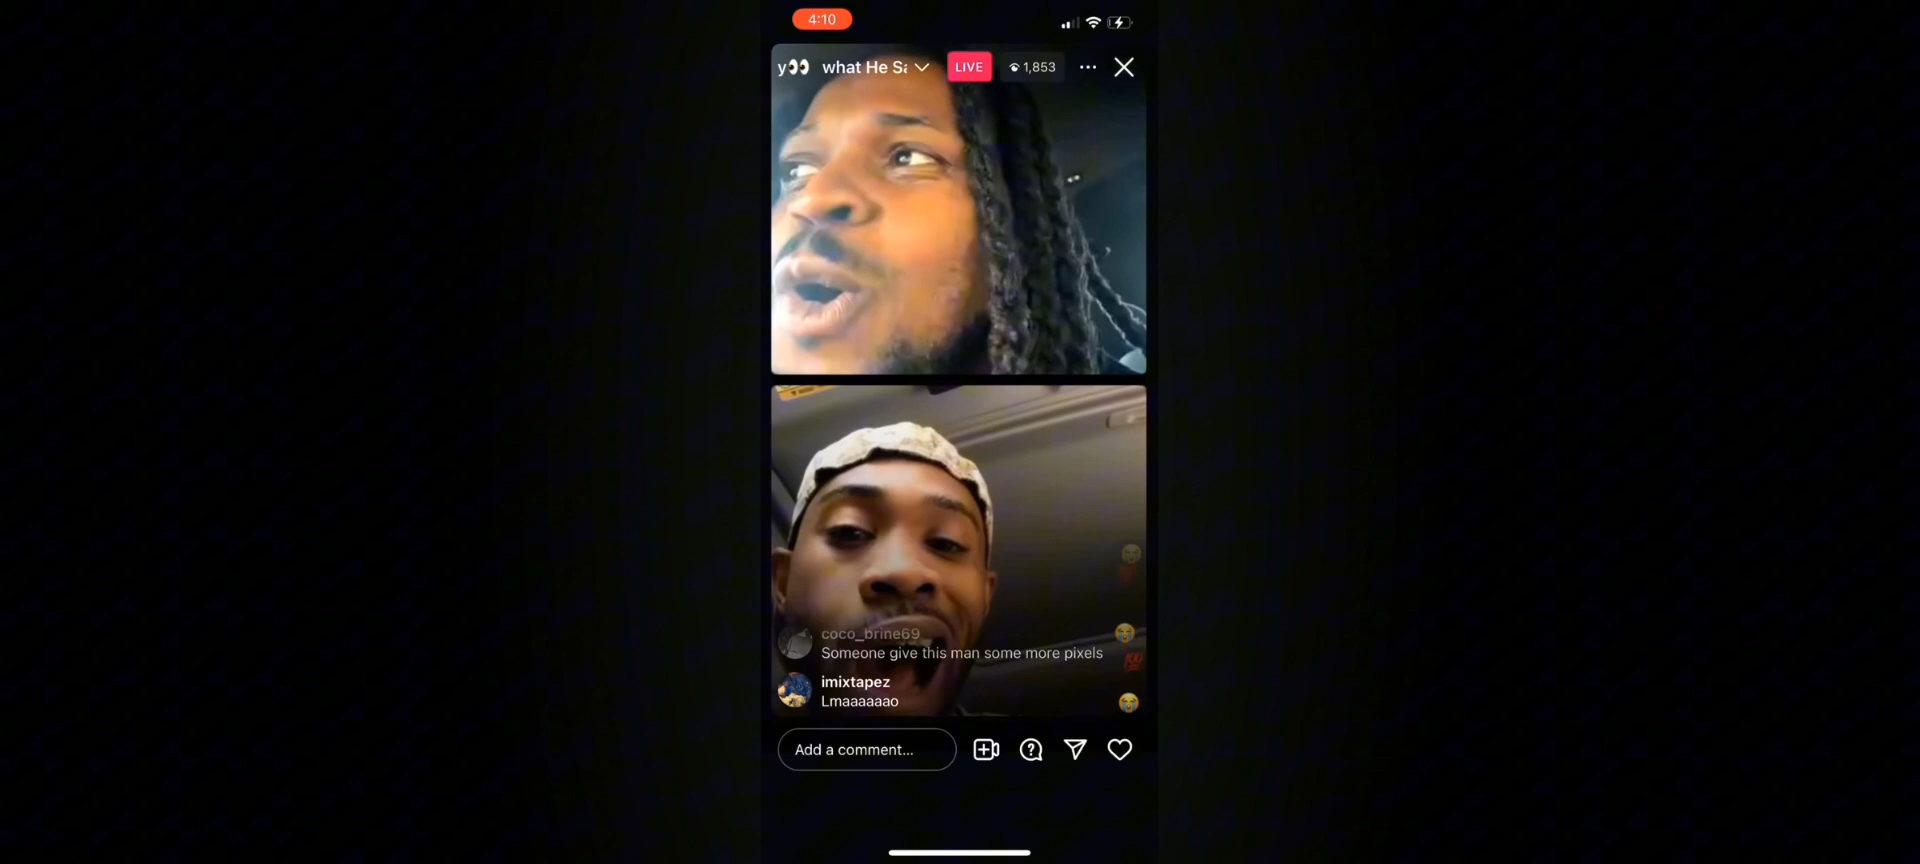 4:10
y👀 what He Sa
LIVE
1,853
coco_brine69
Someone give this man some more pixels
imixtapez
Lmaaaaaao
Add a comment...